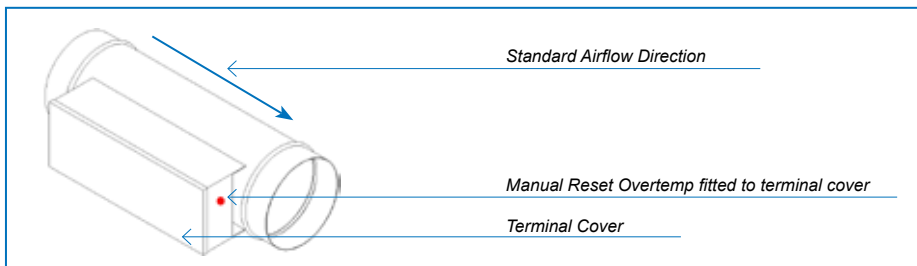 Standard Airflow Direction
Manual Reset Overtemp fitted to terminal cover
Terminal Cover